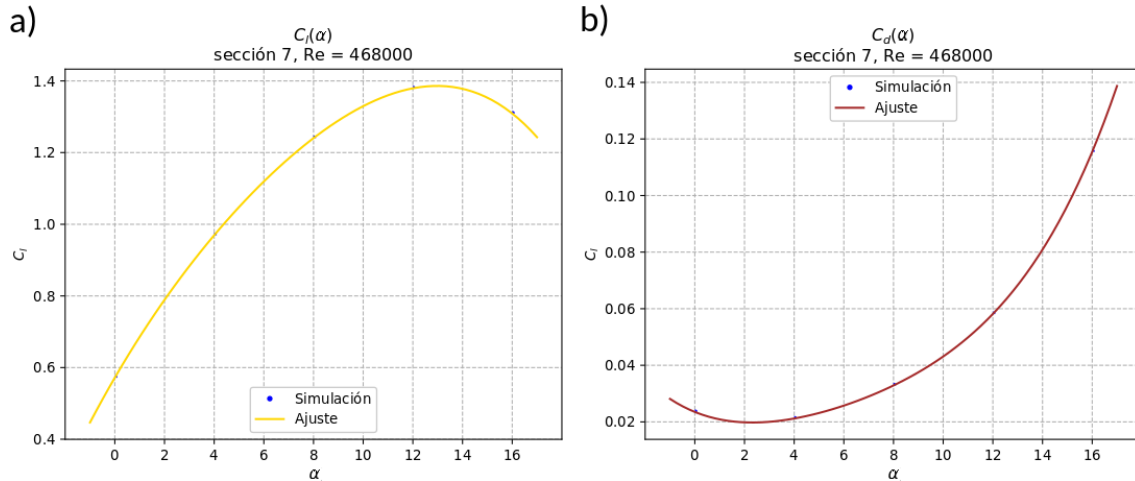 a)
C_l(α)
sección 7, Re = 468000
1.4
1.2
1.0
0.8
0.6
0.4
C_l
0 2 4 6 8 10 12 14 16
α
Simulación
Ajuste
b)
C_d(α)
sección 7, Re = 468000
0.14
0.12
0.10
0.08
0.06
0.04
0.02
C_l
0 2 4 6 8 10 12 14 16
α
Simulación
Ajuste